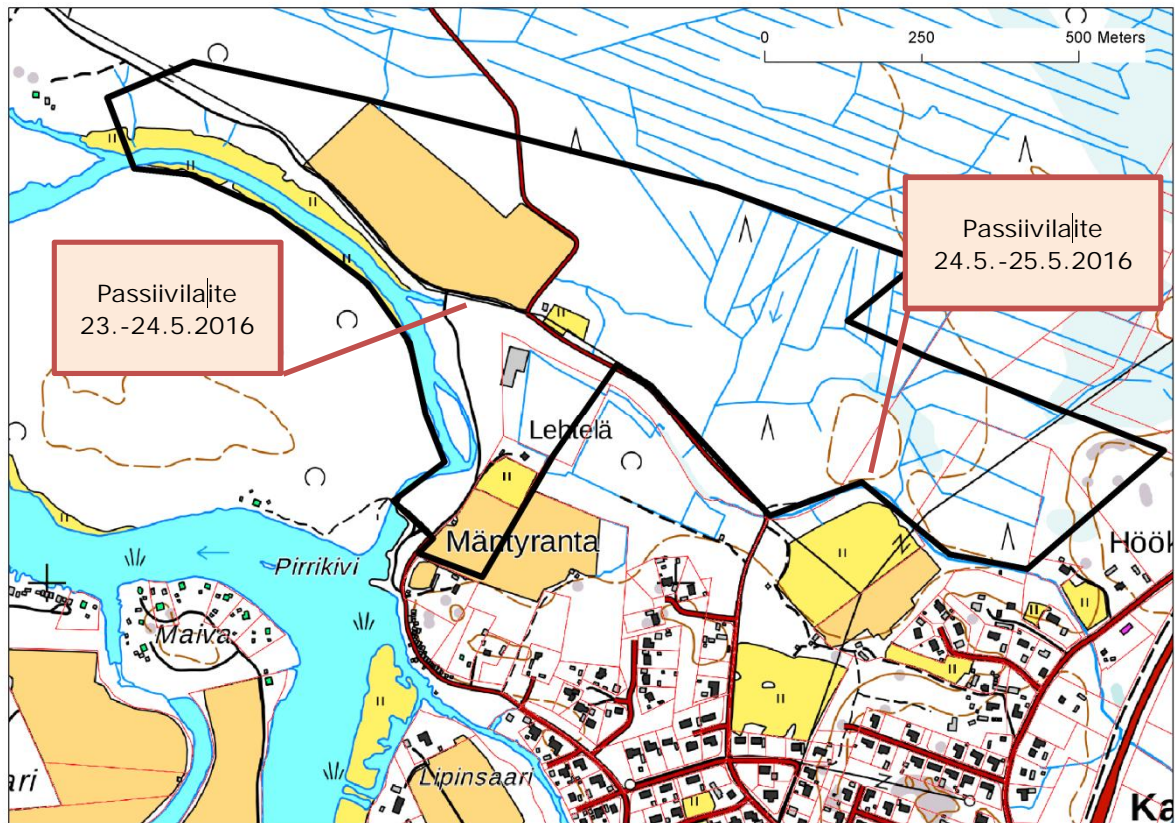 0 250 500 Meters
Passiivilaite
24.5.-25.5.2016
Passiivilaite
23.-24.5.2016
Lehtelä
Mäntyranta
Höök
Pirrikivi
Maiva
Lipinsaari
ari
Ka